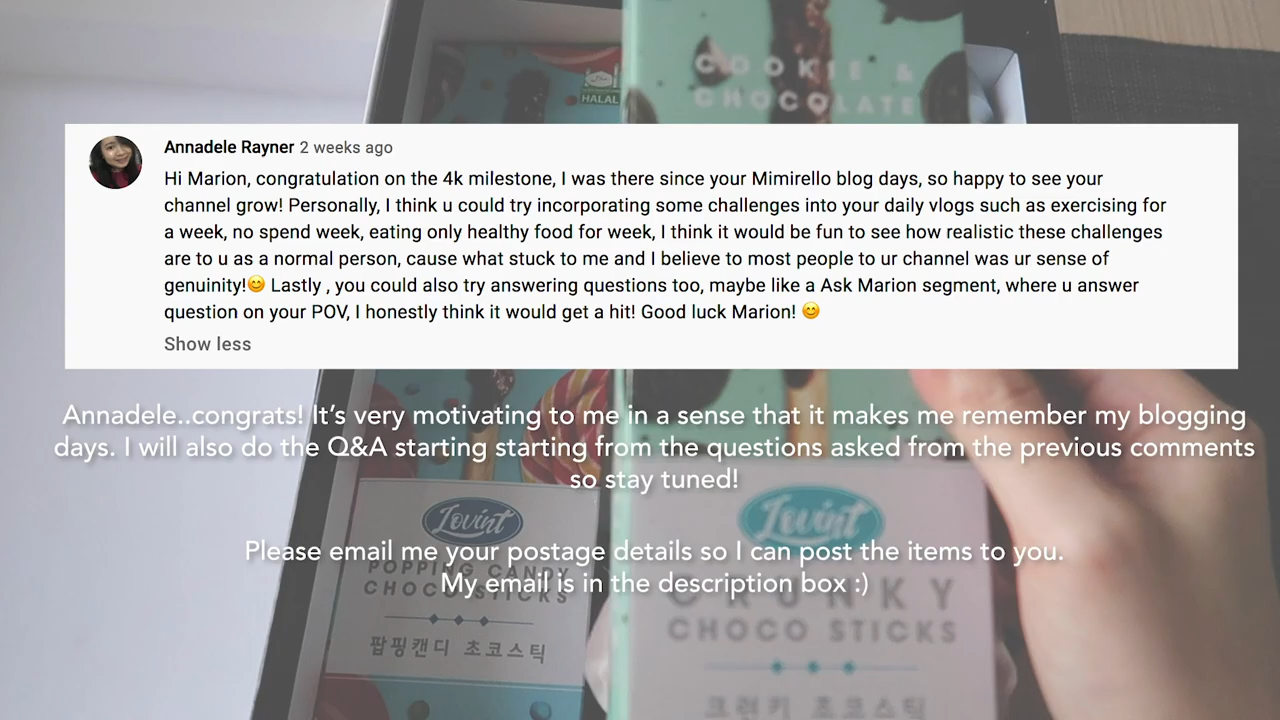 COOKIE &
CHOCOLATE
HALAL
Annadele Rayner 2 weeks ago
Hi Marion, congratulation on the 4k milestone, I was there since your Mimirello blog days, so happy to see your
channel grow! Personally, I think u could try incorporating some challenges into your daily vlogs such as exercising for
a week, no spend week, eating only healthy food for week, I think it would be fun to see how realistic these challenges
are to u as a normal person, cause what stuck to me and I believe to most people to ur channel was ur sense of
genuinity!😊 Lastly , you could also try answering questions too, maybe like a Ask Marion segment, where u answer
question on your POV, I honestly think it would get a hit! Good luck Marion! 😊
Show less
Annadele..congrats! It's very motivating to me in a sense that it makes me remember my blogging
days. I will also do the Q&A starting starting from the questions asked from the previous comments
so stay tuned!
Please email me your postage details so I can post the items to you.
My email is in the description box :)
Lovint
POPPING CANDY
CHOCO STICKS
팝핑캔디 초코스틱
Lovint
CRUNKY
CHOCO STICKS
크런키 초코스틱